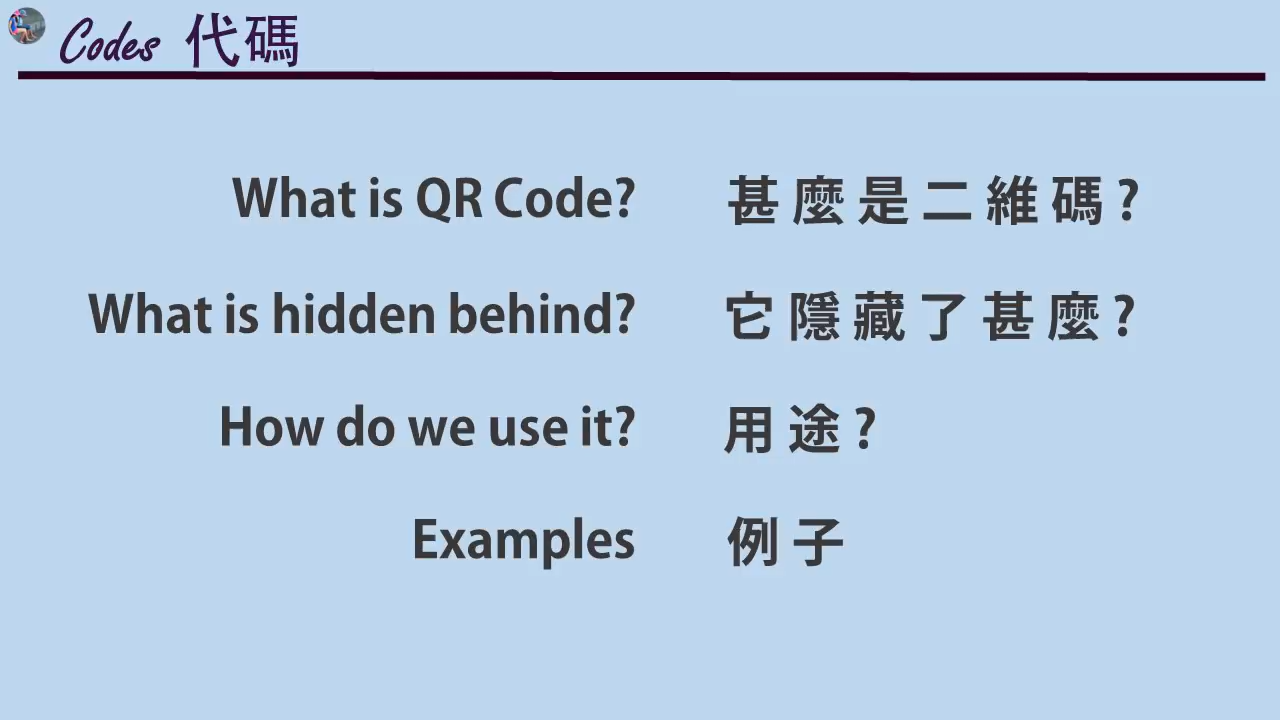 Codes 代碼
What is QR Code? 甚麼是二維碼?
What is hidden behind? 它隱藏了甚麼?
How do we use it? 用途?
Examples 例子